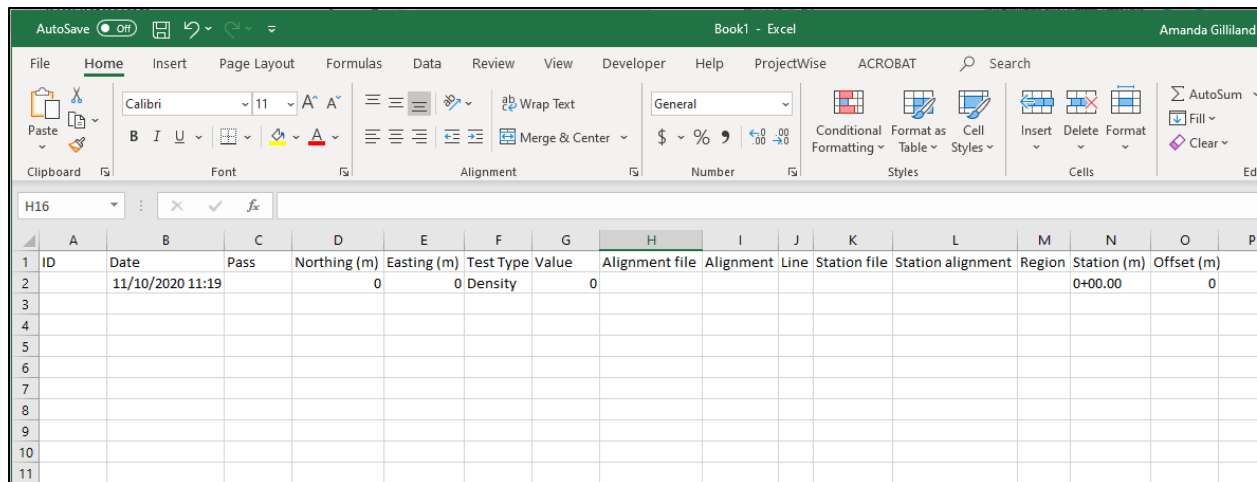 AutoSave Off Book1 - Excel Amanda Gilliland
File Home Insert Page Layout Formulas Data Review View Developer Help ProjectWise ACROBAT Search
Calibri 11 A A ab Wrap Text General AutoSum
Paste B I U A Merge & Center $ % 9 .00 .00 Conditional Format as Cell Insert Delete Format Fill
Formatting Table Styles Clear
Clipboard Font Alignment Number Styles Cells Ed
H16 fx
A B C D E F G H I J K L M N O P
1 ID Date Pass Northing (m) Easting (m) Test Type Value Alignment file Alignment Line Station file Station alignment Region Station (m) Offset (m)
2 11/10/2020 11:19 0 0 Density 0 0+00.00 0
3
4
5
6
7
8
9
10
11